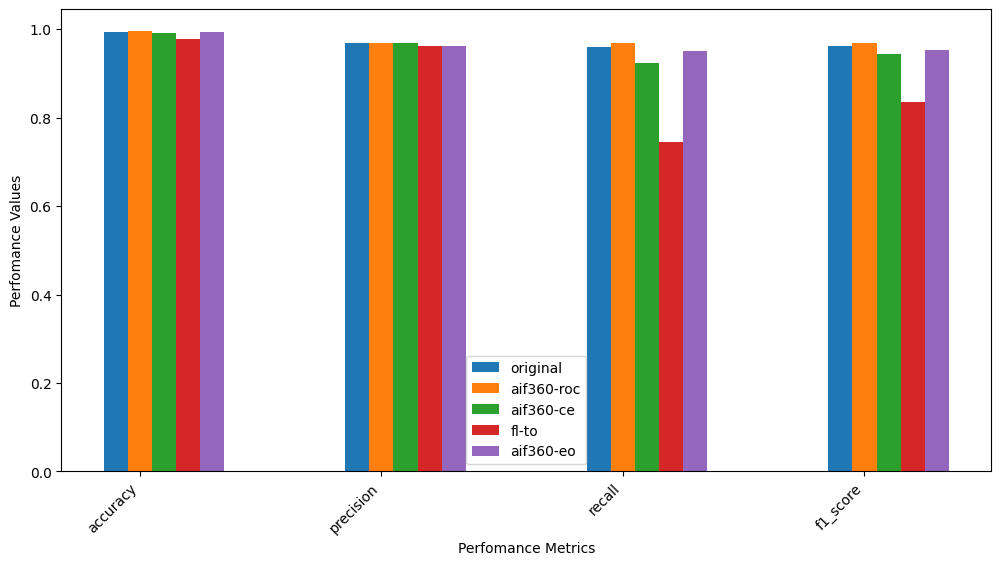 1.0
0.8
0.6
0.4
0.2
0.0
Perfomance Values
original
aif360-roc
aif360-ce
fl-to
aif360-eo
accuracy
precision
recall
f1_score
Perfomance Metrics